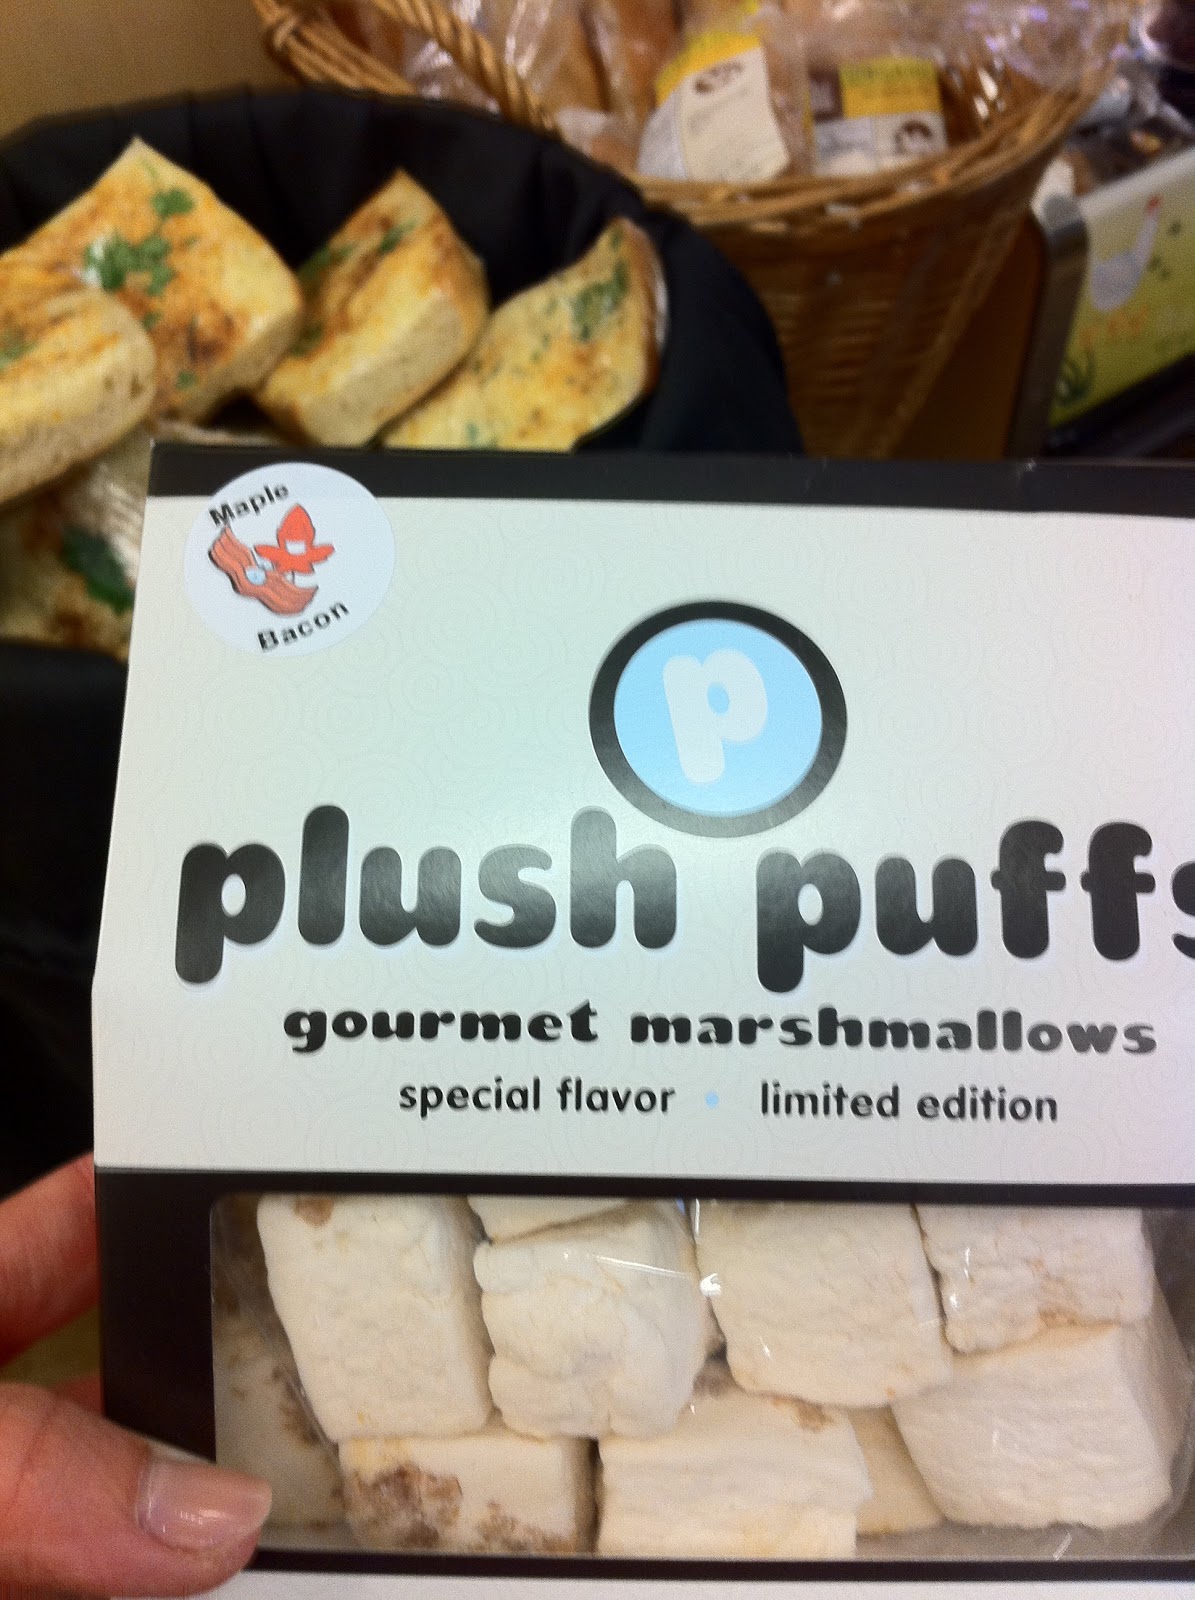 Maple
Bacon
p
plush puffs
gourmet marshmallows
special flavor • limited edition